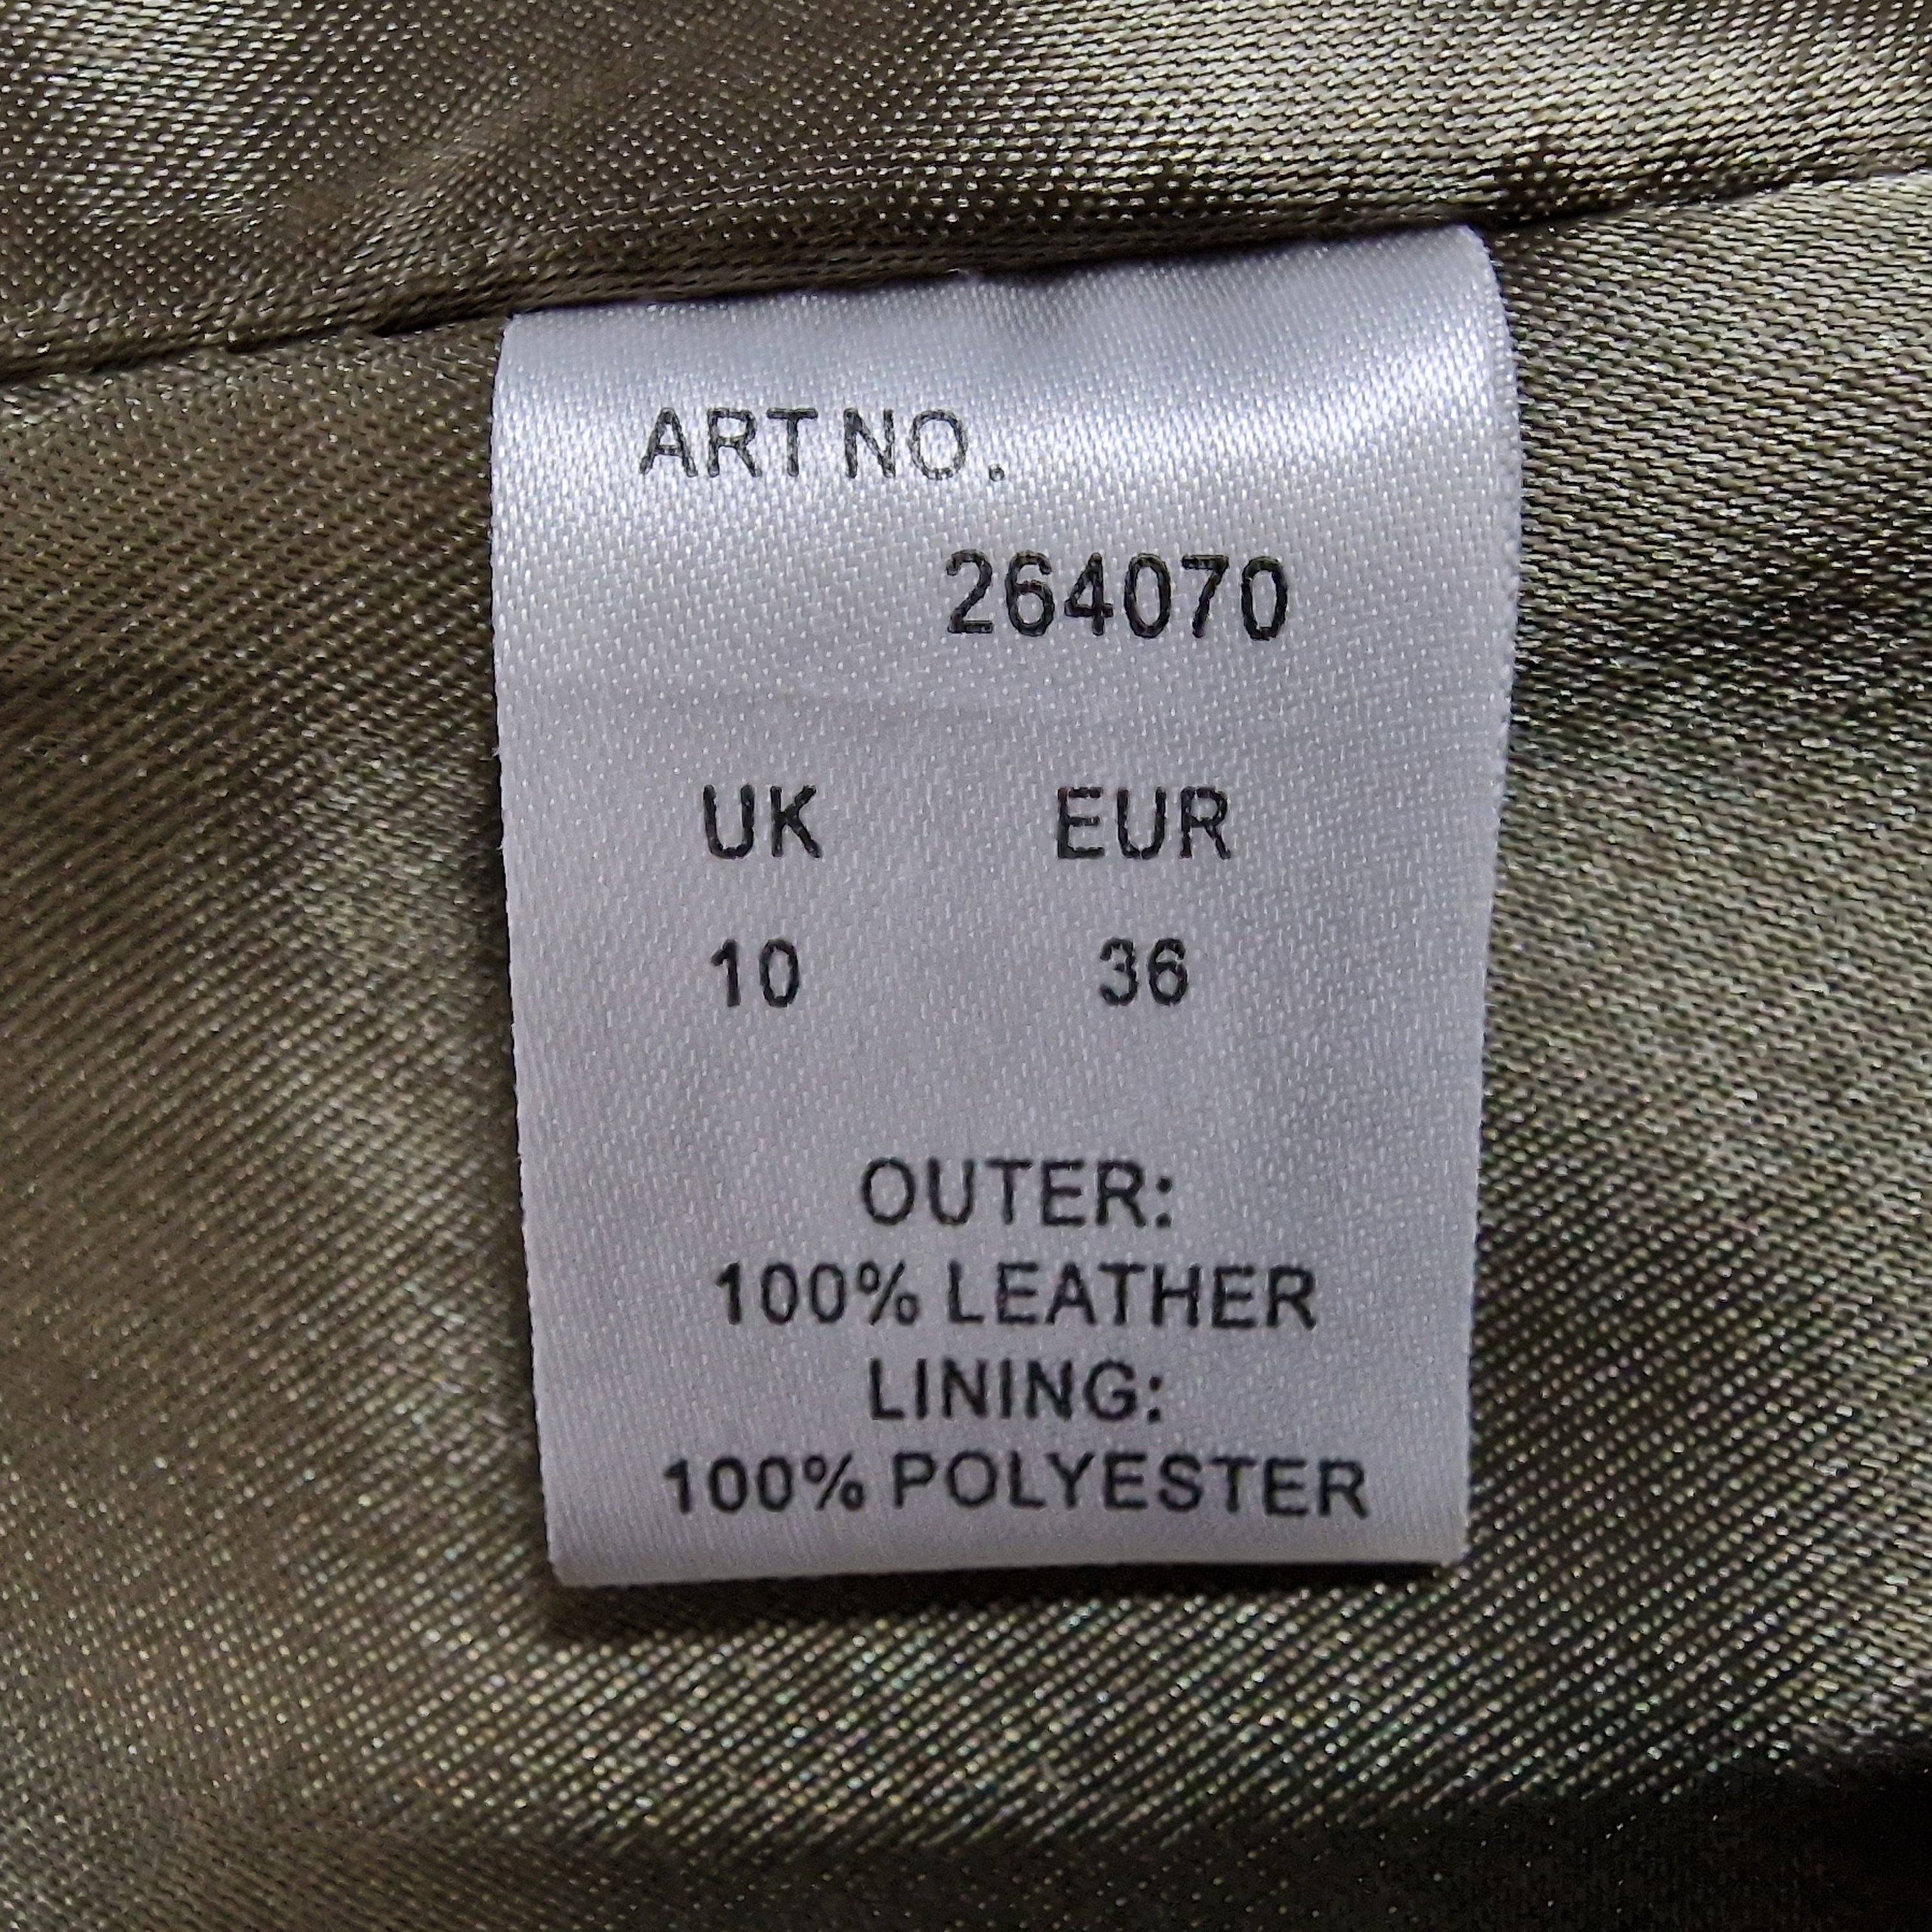 ART NO.
264070
UK EUR
10 36
OUTER:
100% LEATHER
LINING:
100% POLYESTER